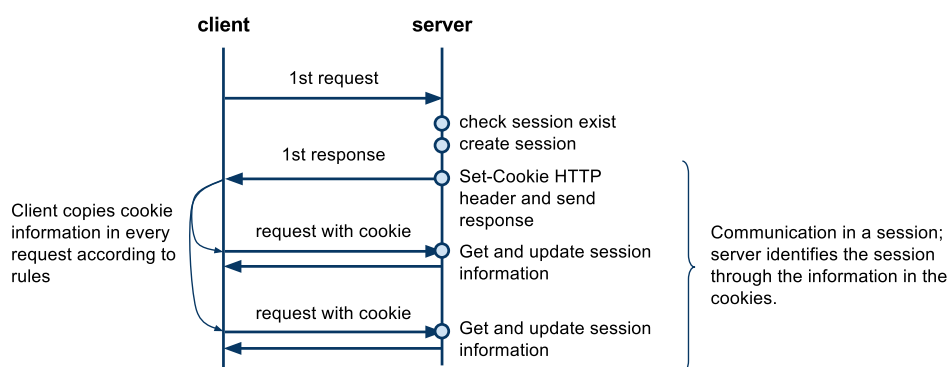 client
server
1st request
check session exist
create session
1st response
Set-Cookie HTTP
header and send
response
Client copies cookie
information in every
request according to
rules
request with cookie
Get and update session
information
Communication in a session;
server identifies the session
through the information in the
cookies.
request with cookie
Get and update session
information